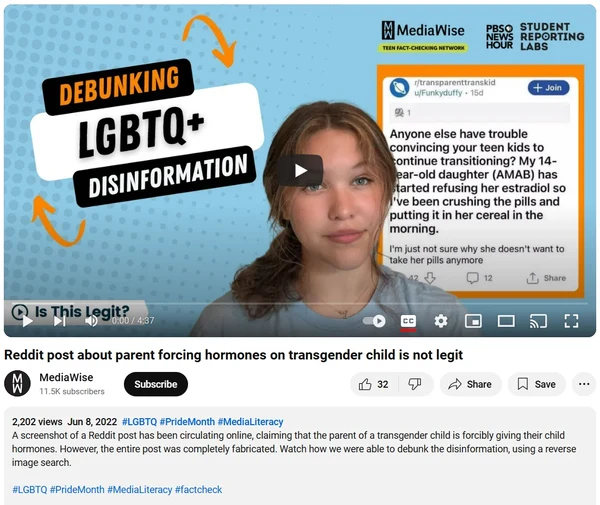 MW MediaWise
TEEN FACT-CHECKING NETWORK
PBS NEWS HOUR
STUDENT REPORTING LABS
DEBUNKING
LGBTQ+
DISINFORMATION
r/transparenttranskid
u/Funkyduffy • 15d
+ Join
1
Anyone else have trouble
convincing your teen kids to
continue transitioning? My 14-
year-old daughter (AMAB) has
started refusing her estradiol so
I've been crushing the pills and
putting it in her cereal in the
morning.
I'm just not sure why she doesn't want to
take her pills anymore
42
12
Share
Is This Legit?
0:00 / 4:37
CC
Reddit post about parent forcing hormones on transgender child is not legit
MW
MediaWise
11.5K subscribers
Subscribe
32
Share
Save
2,202 views Jun 8, 2022 #LGBTQ #PrideMonth #MediaLiteracy
A screenshot of a Reddit post has been circulating online, claiming that the parent of a transgender child is forcibly giving their child
hormones. However, the entire post was completely fabricated. Watch how we were able to debunk the disinformation, using a reverse
image search.
#LGBTQ #PrideMonth #MediaLiteracy #factcheck